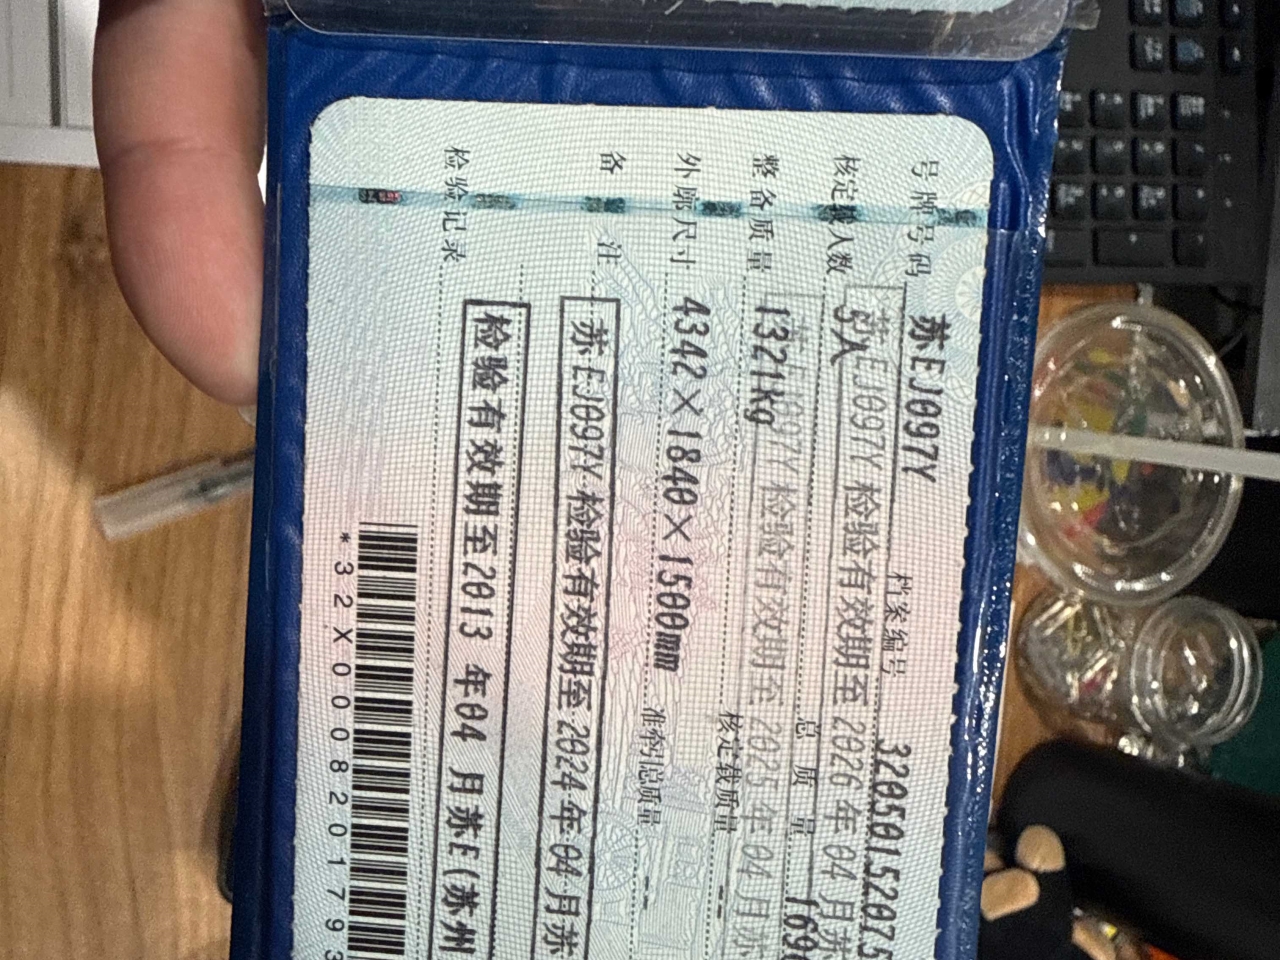 号牌号码 苏EJ097Y 档案编号 32050152075
核定载人数 5人 总质量 169
苏EJ097Y 检验有效期至 2026年04月苏
整备质量 1321kg 核定载质量 --
苏EJ097Y 检验有效期至 2025年04月苏
外廓尺寸 4342×1840×1500mm 准牵引总质量 --
备注
苏EJ097Y 检验有效期至 2024年04月苏
检验记录
检验有效期至2013 年04 月苏E(苏州
*32X0008201793